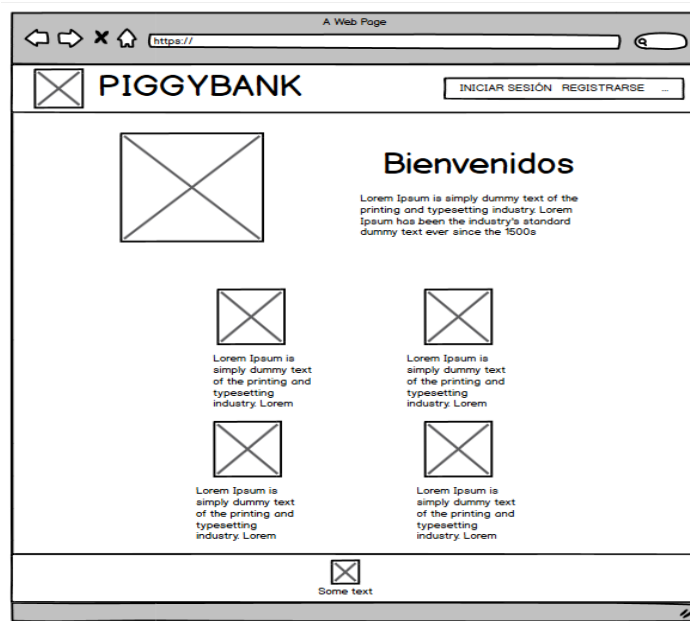 A Web Page
https://
PIGGYBANK
INICIAR SESIÓN REGISTRARSE ...
Bienvenidos
Lorem Ipsum is simply dummy text of the
printing and typesetting industry. Lorem
Ipsum has been the industry's standard
dummy text ever since the 1500s
Lorem Ipsum is
simply dummy text
of the printing and
typesetting
industry. Lorem
Lorem Ipsum is
simply dummy text
of the printing and
typesetting
industry. Lorem
Lorem Ipsum is
simply dummy text
of the printing and
typesetting
industry. Lorem
Lorem Ipsum is
simply dummy text
of the printing and
typesetting
industry. Lorem
Some text